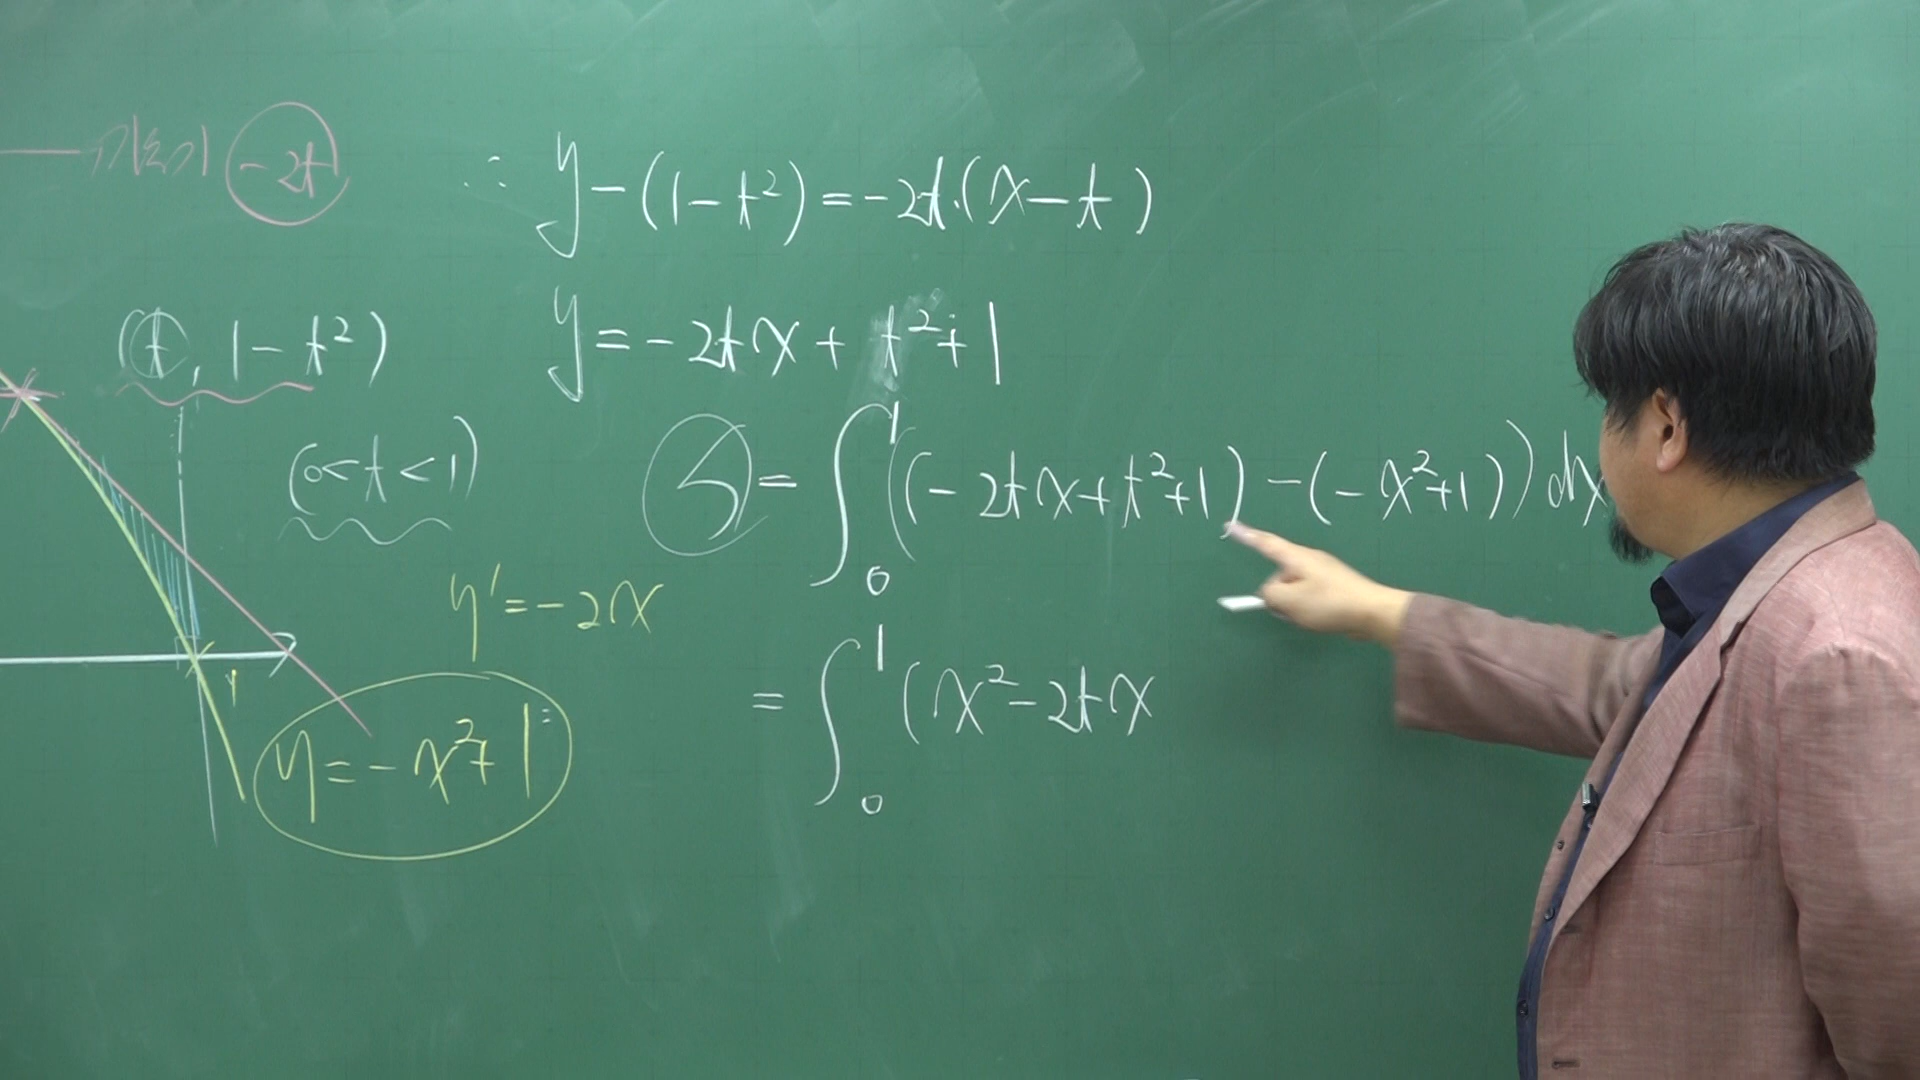 기울기 -2t
∴ y-(1-t²)=-2t·(x-t)
(t, 1-t²)
y=-2tx+t²+1
(0<t<1)
S=∫₀¹((-2tx+t²+1)-(-x²+1))dx
y'=-2x
=∫₀¹(x²-2tx
1
y=-x²+1